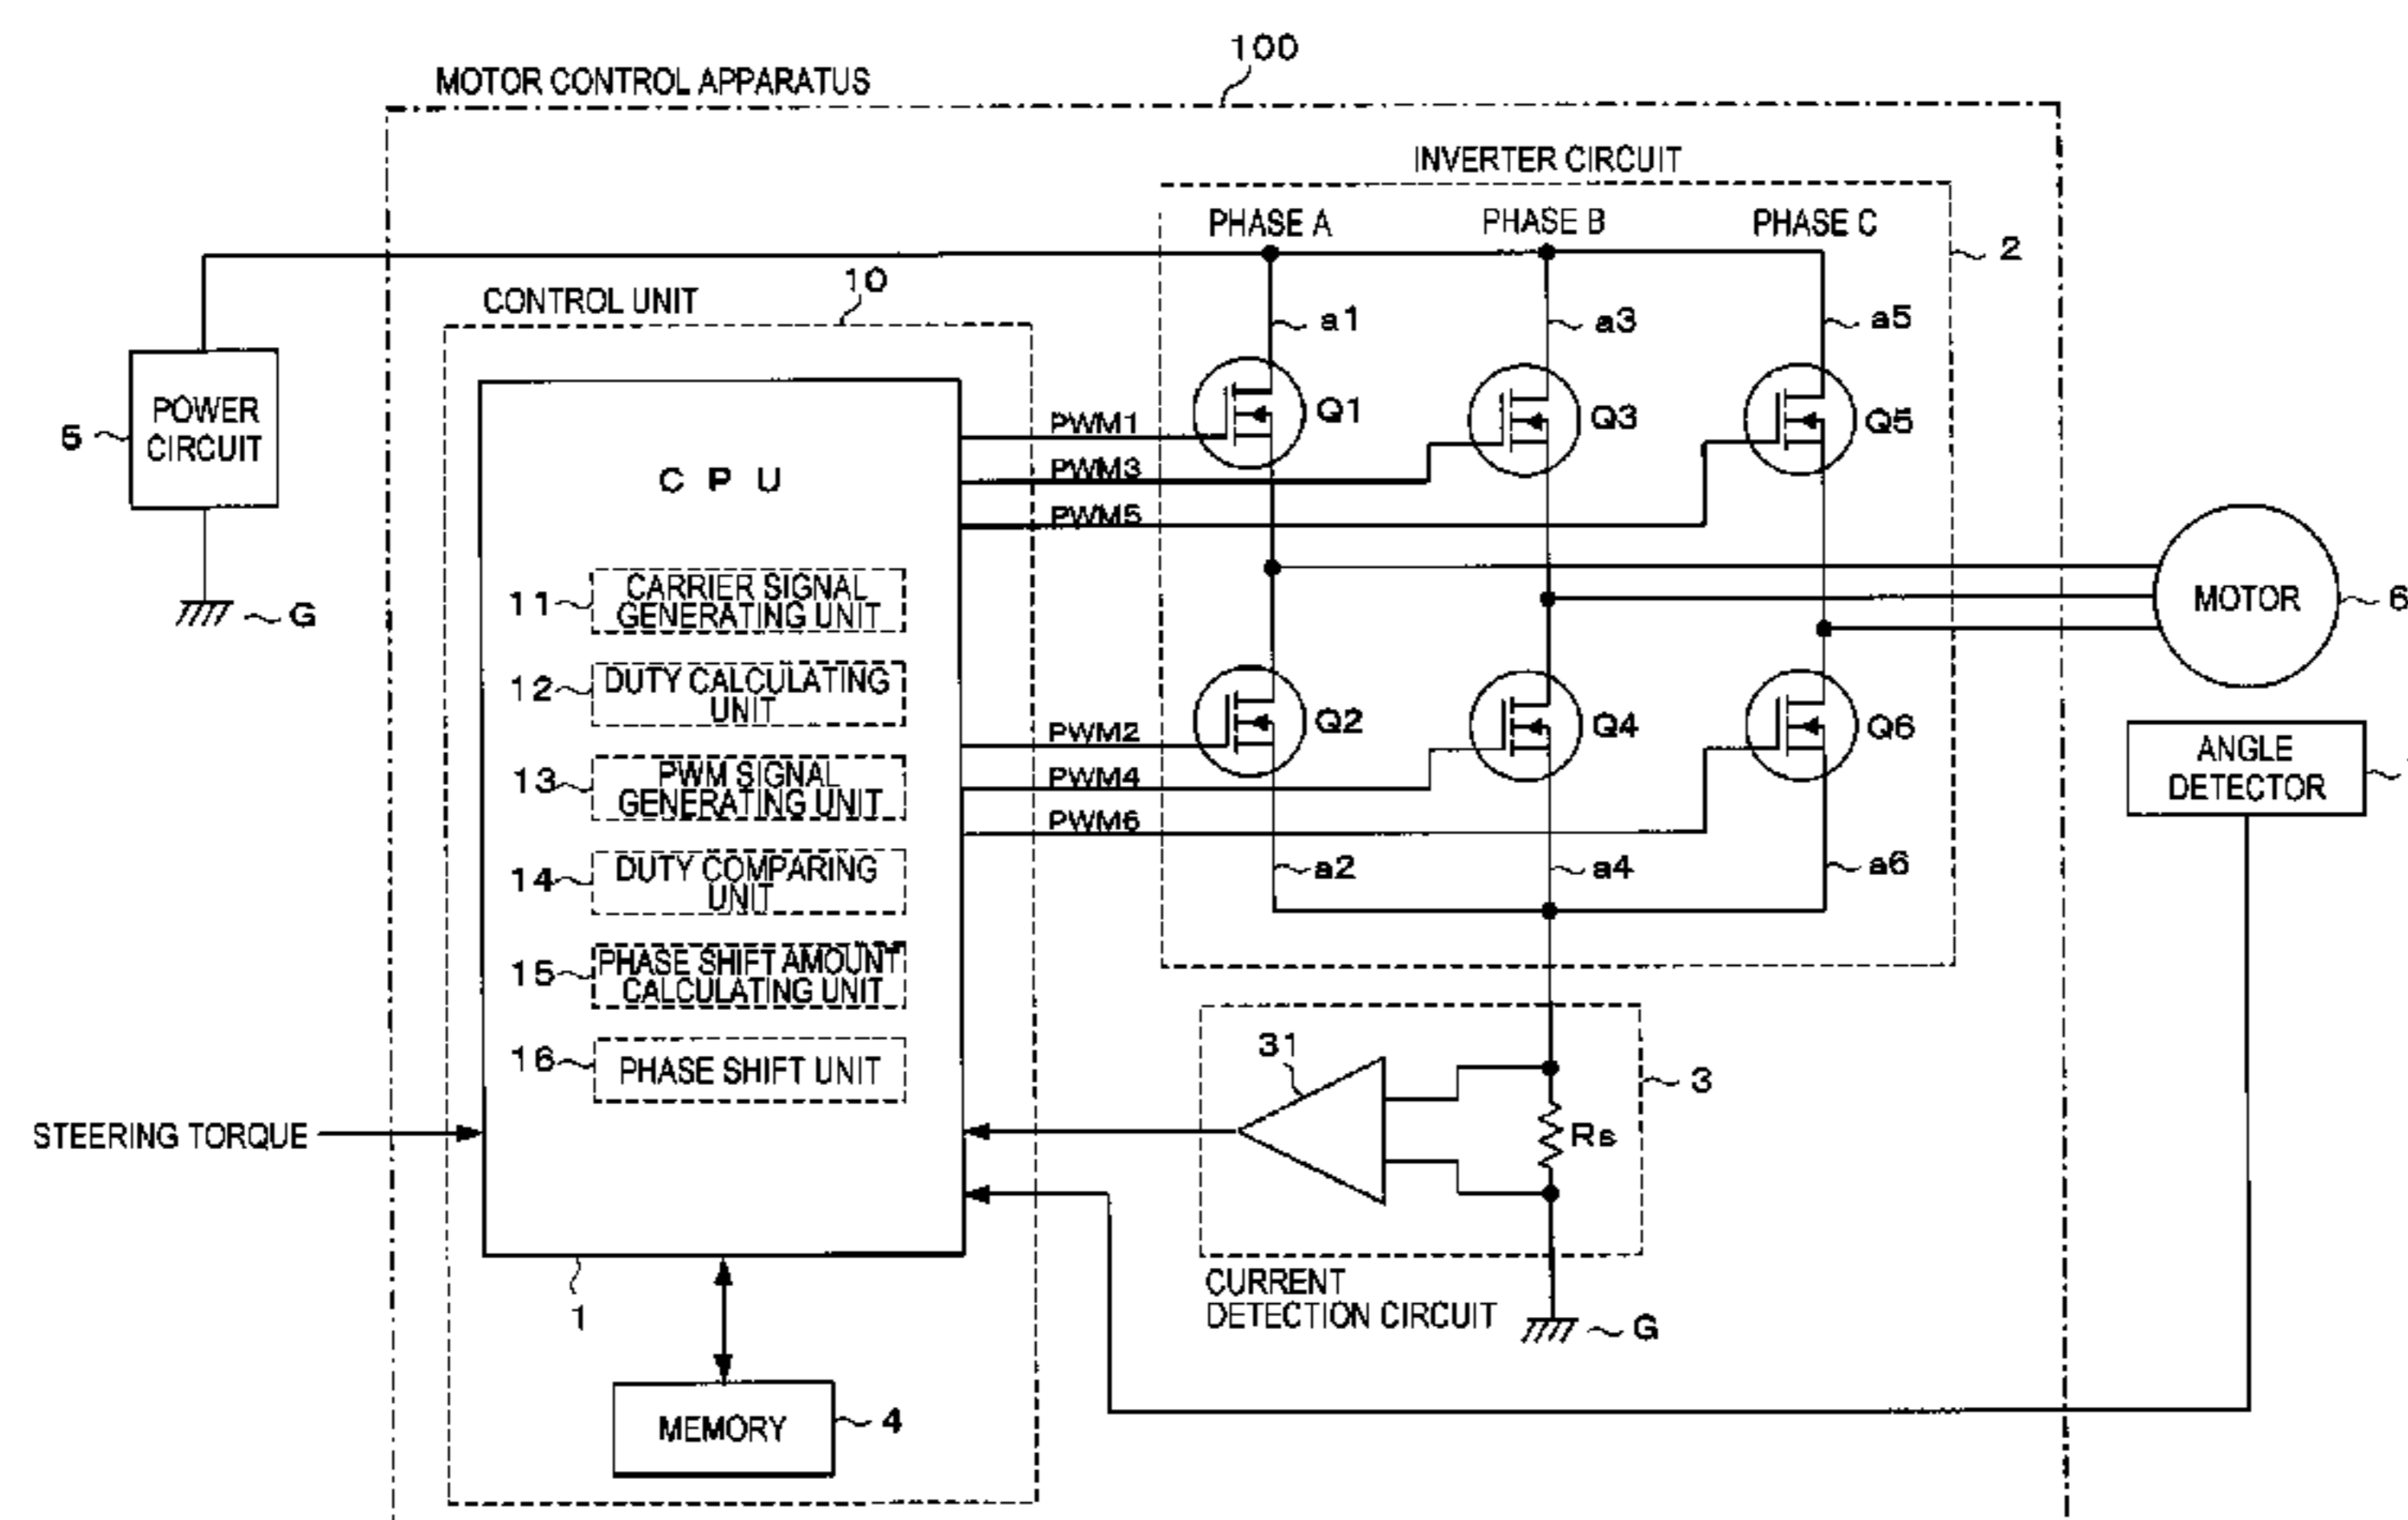 100
MOTOR CONTROL APPARATUS
INVERTER CIRCUIT
PHASE A PHASE B PHASE C
2
10
CONTROL UNIT
a1 a3 a5
POWER
CIRCUIT
5
Q1 Q3 Q5
PWM1
PWM3
PWM5
C P U
G
11 CARRIER SIGNAL
GENERATING UNIT
MOTOR 6
12 DUTY CALCULATING
UNIT
PWM2 Q2 Q4 Q6
13 PWM SIGNAL
GENERATING UNIT
PWM4
PWM6
ANGLE
DETECTOR
14 DUTY COMPARING
UNIT
a2 a4 a6
15 PHASE SHIFT AMOUNT
CALCULATING UNIT
16 PHASE SHIFT UNIT
31
3
STEERING TORQUE
Rs
1
CURRENT
DETECTION CIRCUIT
G
MEMORY 4